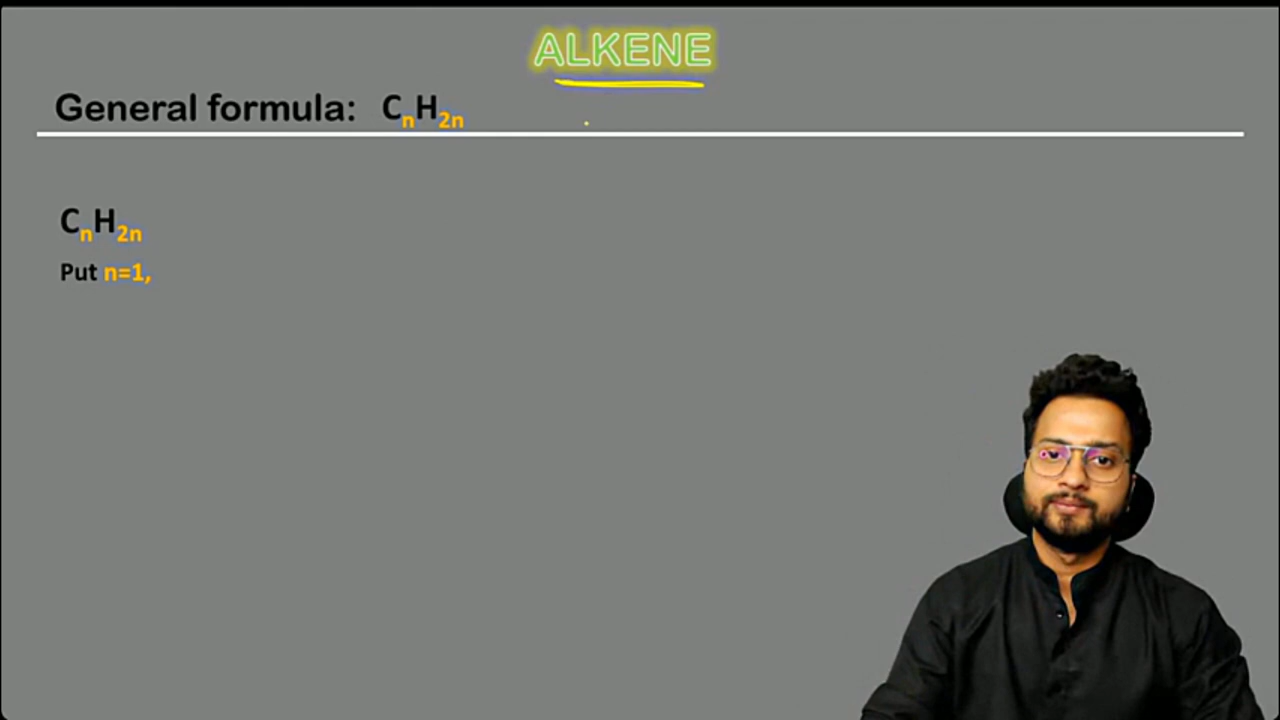 ALKENE
General formula: CnH2n
CnH2n
Put n=1,